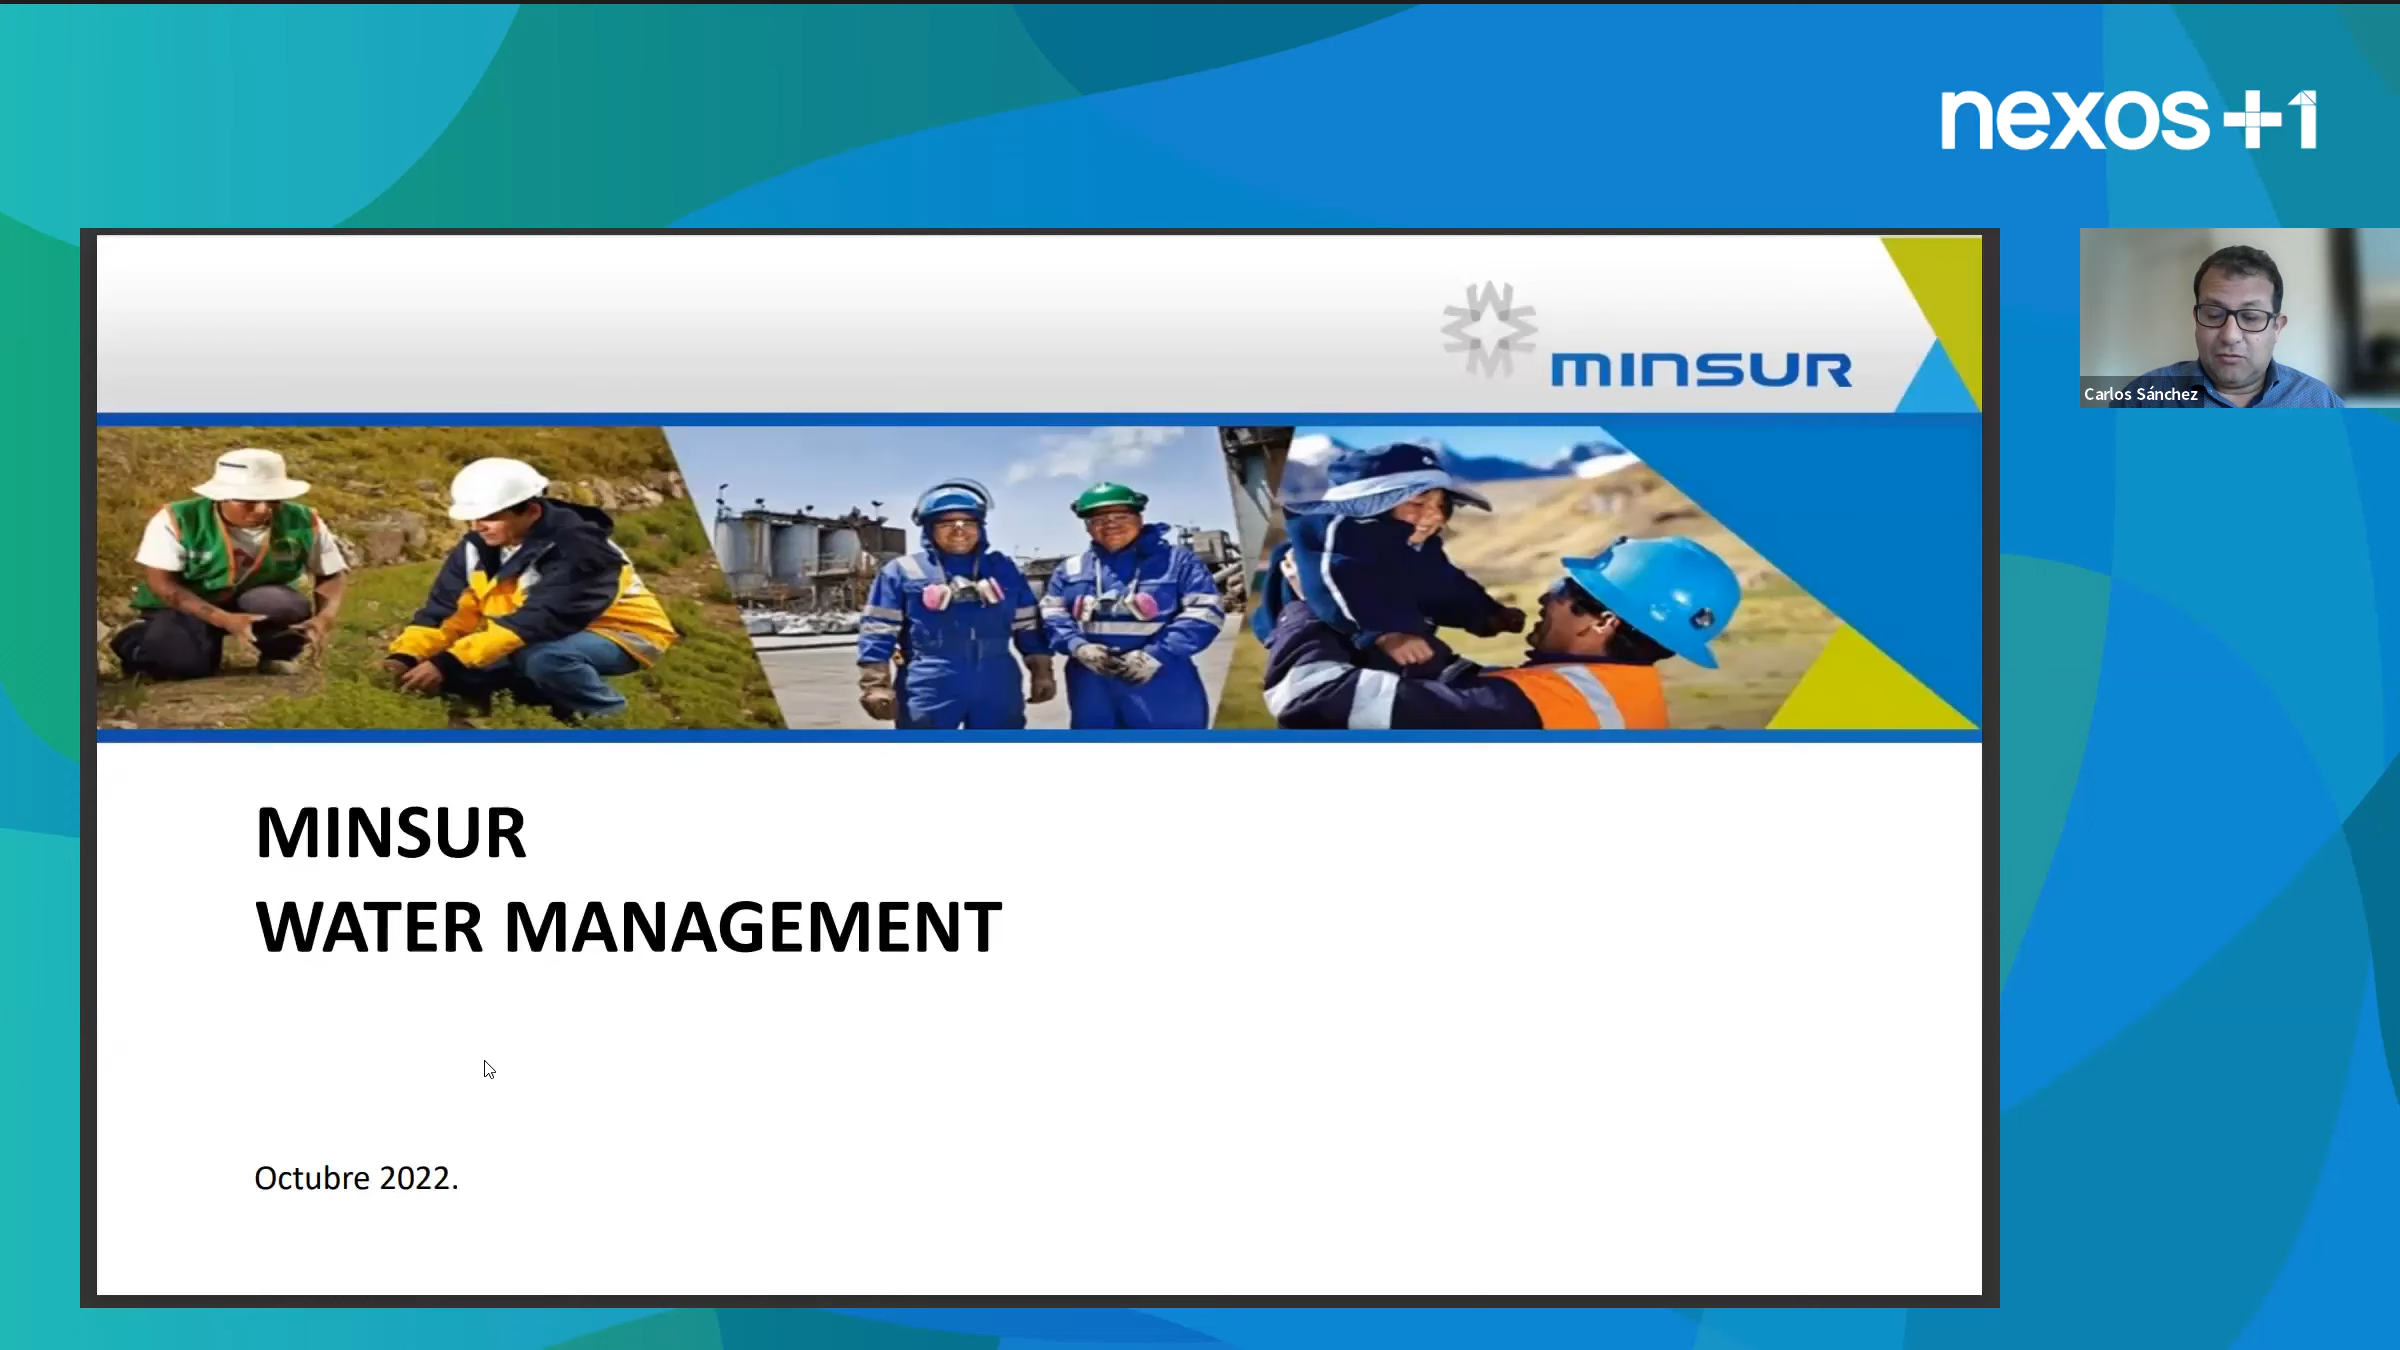 nexos+1
MINSUR
Carlos Sánchez
MINSUR
WATER MANAGEMENT
Octubre 2022.